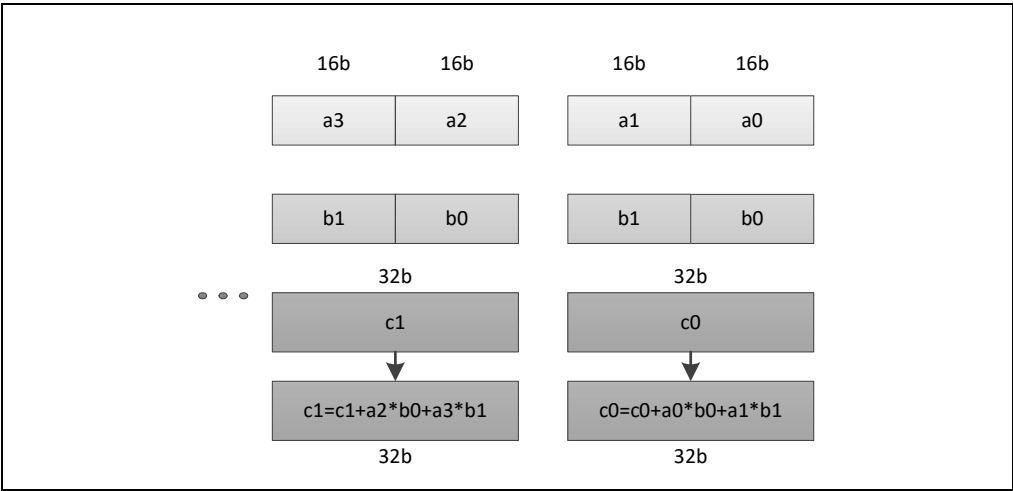 16b 16b 16b 16b
a3 a2 a1 a0
b1 b0 b1 b0
32b 32b
c1 c0
c1=c1+a2*b0+a3*b1 c0=c0+a0*b0+a1*b1
32b 32b